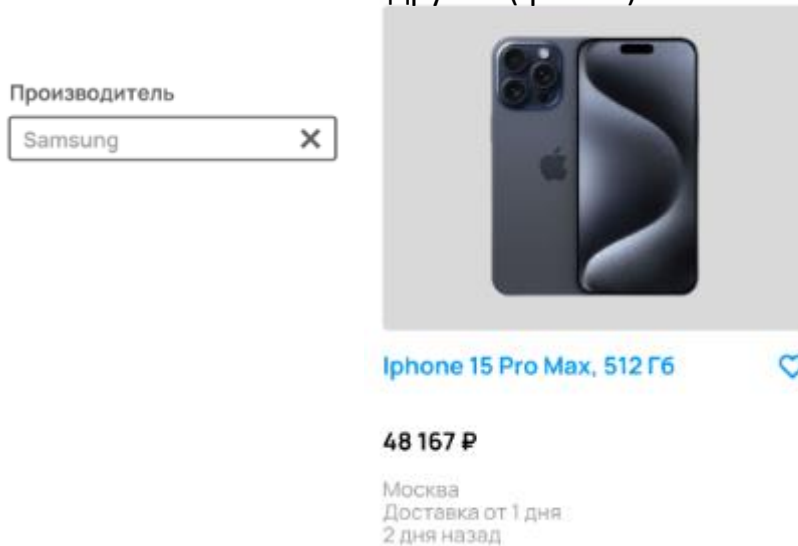 Производитель
Samsung
Iphone 15 Pro Max, 512 Гб
48 167 ₽
Москва
Доставка от 1 дня
2 дня назад